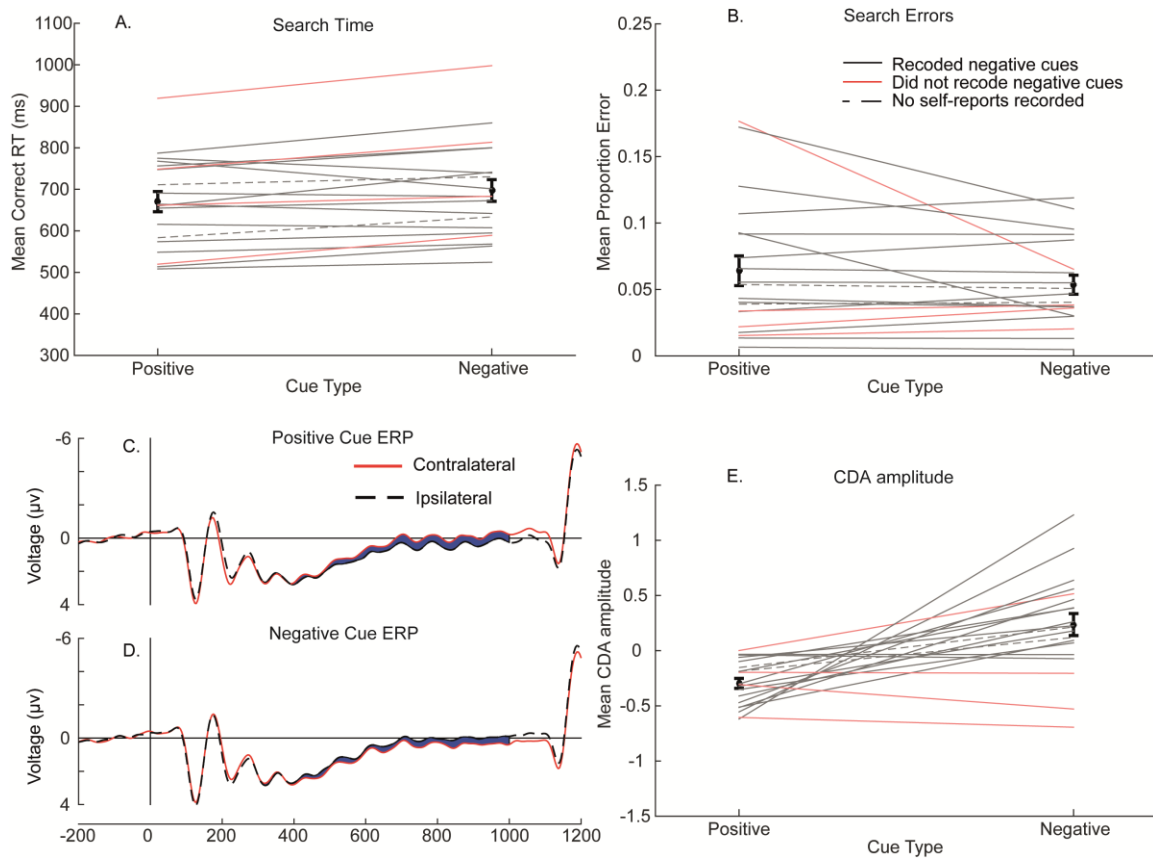 A.
Search Time
1100
1000
900
800
700
600
500
400
300
Mean Correct RT (ms)
Positive
Negative
Cue Type
B.
Search Errors
Recoded negative cues
Did not recode negative cues
No self-reports recorded
0.25
0.2
0.15
0.1
0.05
0
Mean Proportion Error
Positive
Negative
Cue Type
C.
Positive Cue ERP
Contralateral
Ipsilateral
-6
0
4
Voltage (μv)
D.
Negative Cue ERP
-6
0
4
Voltage (μv)
-200
0
200
400
600
800
1000
1200
E.
CDA amplitude
1.5
1
0.5
0
-0.5
-1
-1.5
Mean CDA amplitude
Positive
Negative
Cue Type